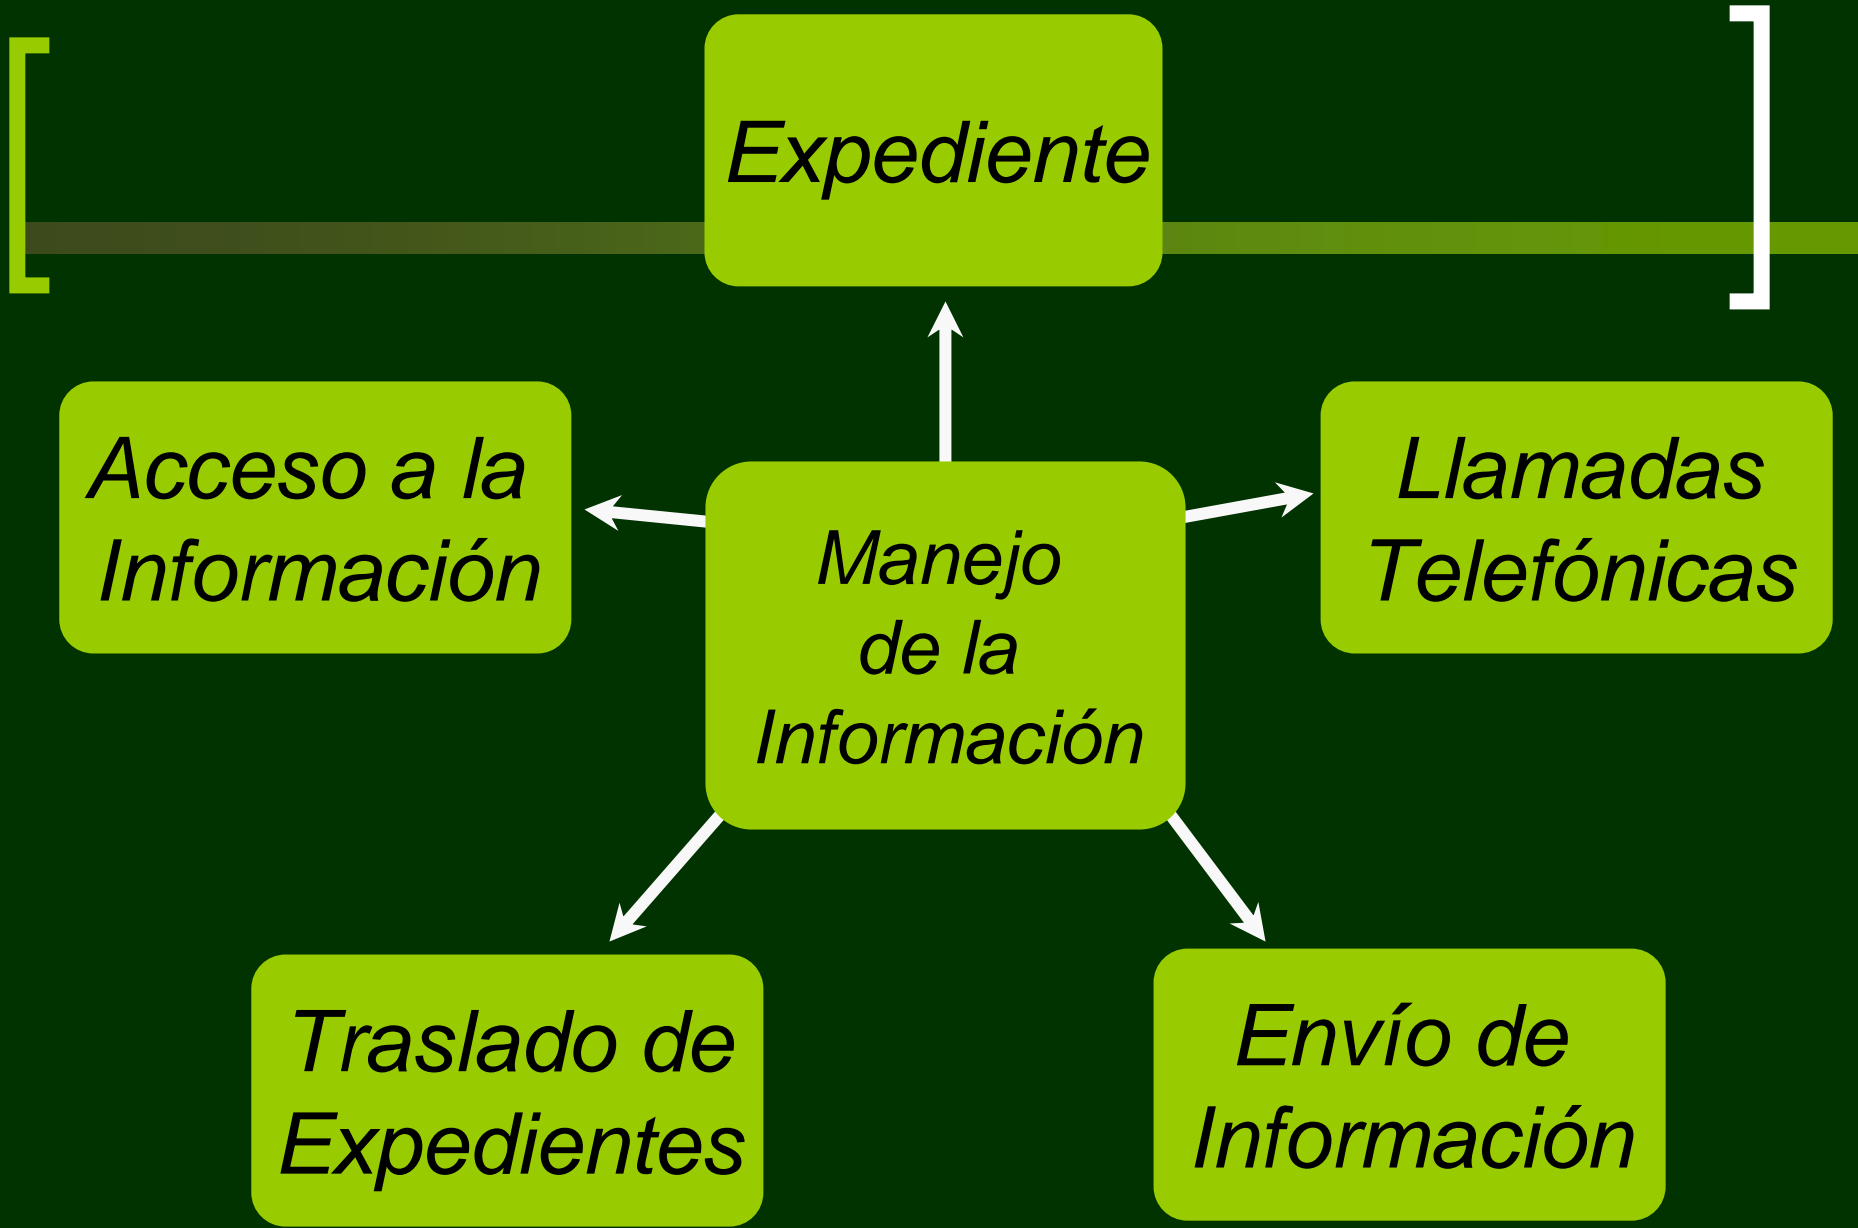 Expediente
Acceso a la
Información
Llamadas
Telefónicas
Manejo
de la
Información
Traslado de
Expedientes
Envío de
Información